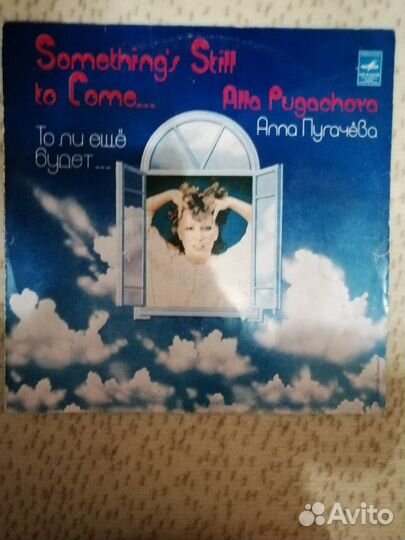 Something's Still
to Come...
Alla Pugachova
Алла Пугачёва
То ли ещё
будет...
Avito